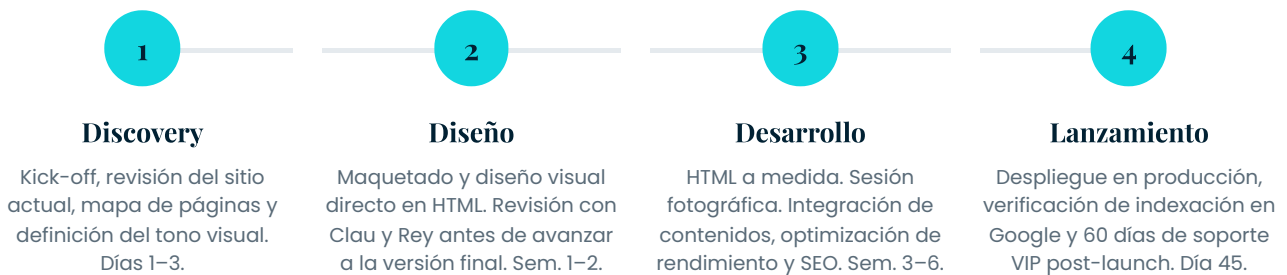 1
Discovery
Kick-off, revisión del sitio
actual, mapa de páginas y
definición del tono visual.
Días 1–3.
2
Diseño
Maquetado y diseño visual
directo en HTML. Revisión con
Clau y Rey antes de avanzar
a la versión final. Sem. 1–2.
3
Desarrollo
HTML a medida. Sesión
fotográfica. Integración de
contenidos, optimización de
rendimiento y SEO. Sem. 3–6.
4
Lanzamiento
Despliegue en producción,
verificación de indexación en
Google y 60 días de soporte
VIP post-launch. Día 45.